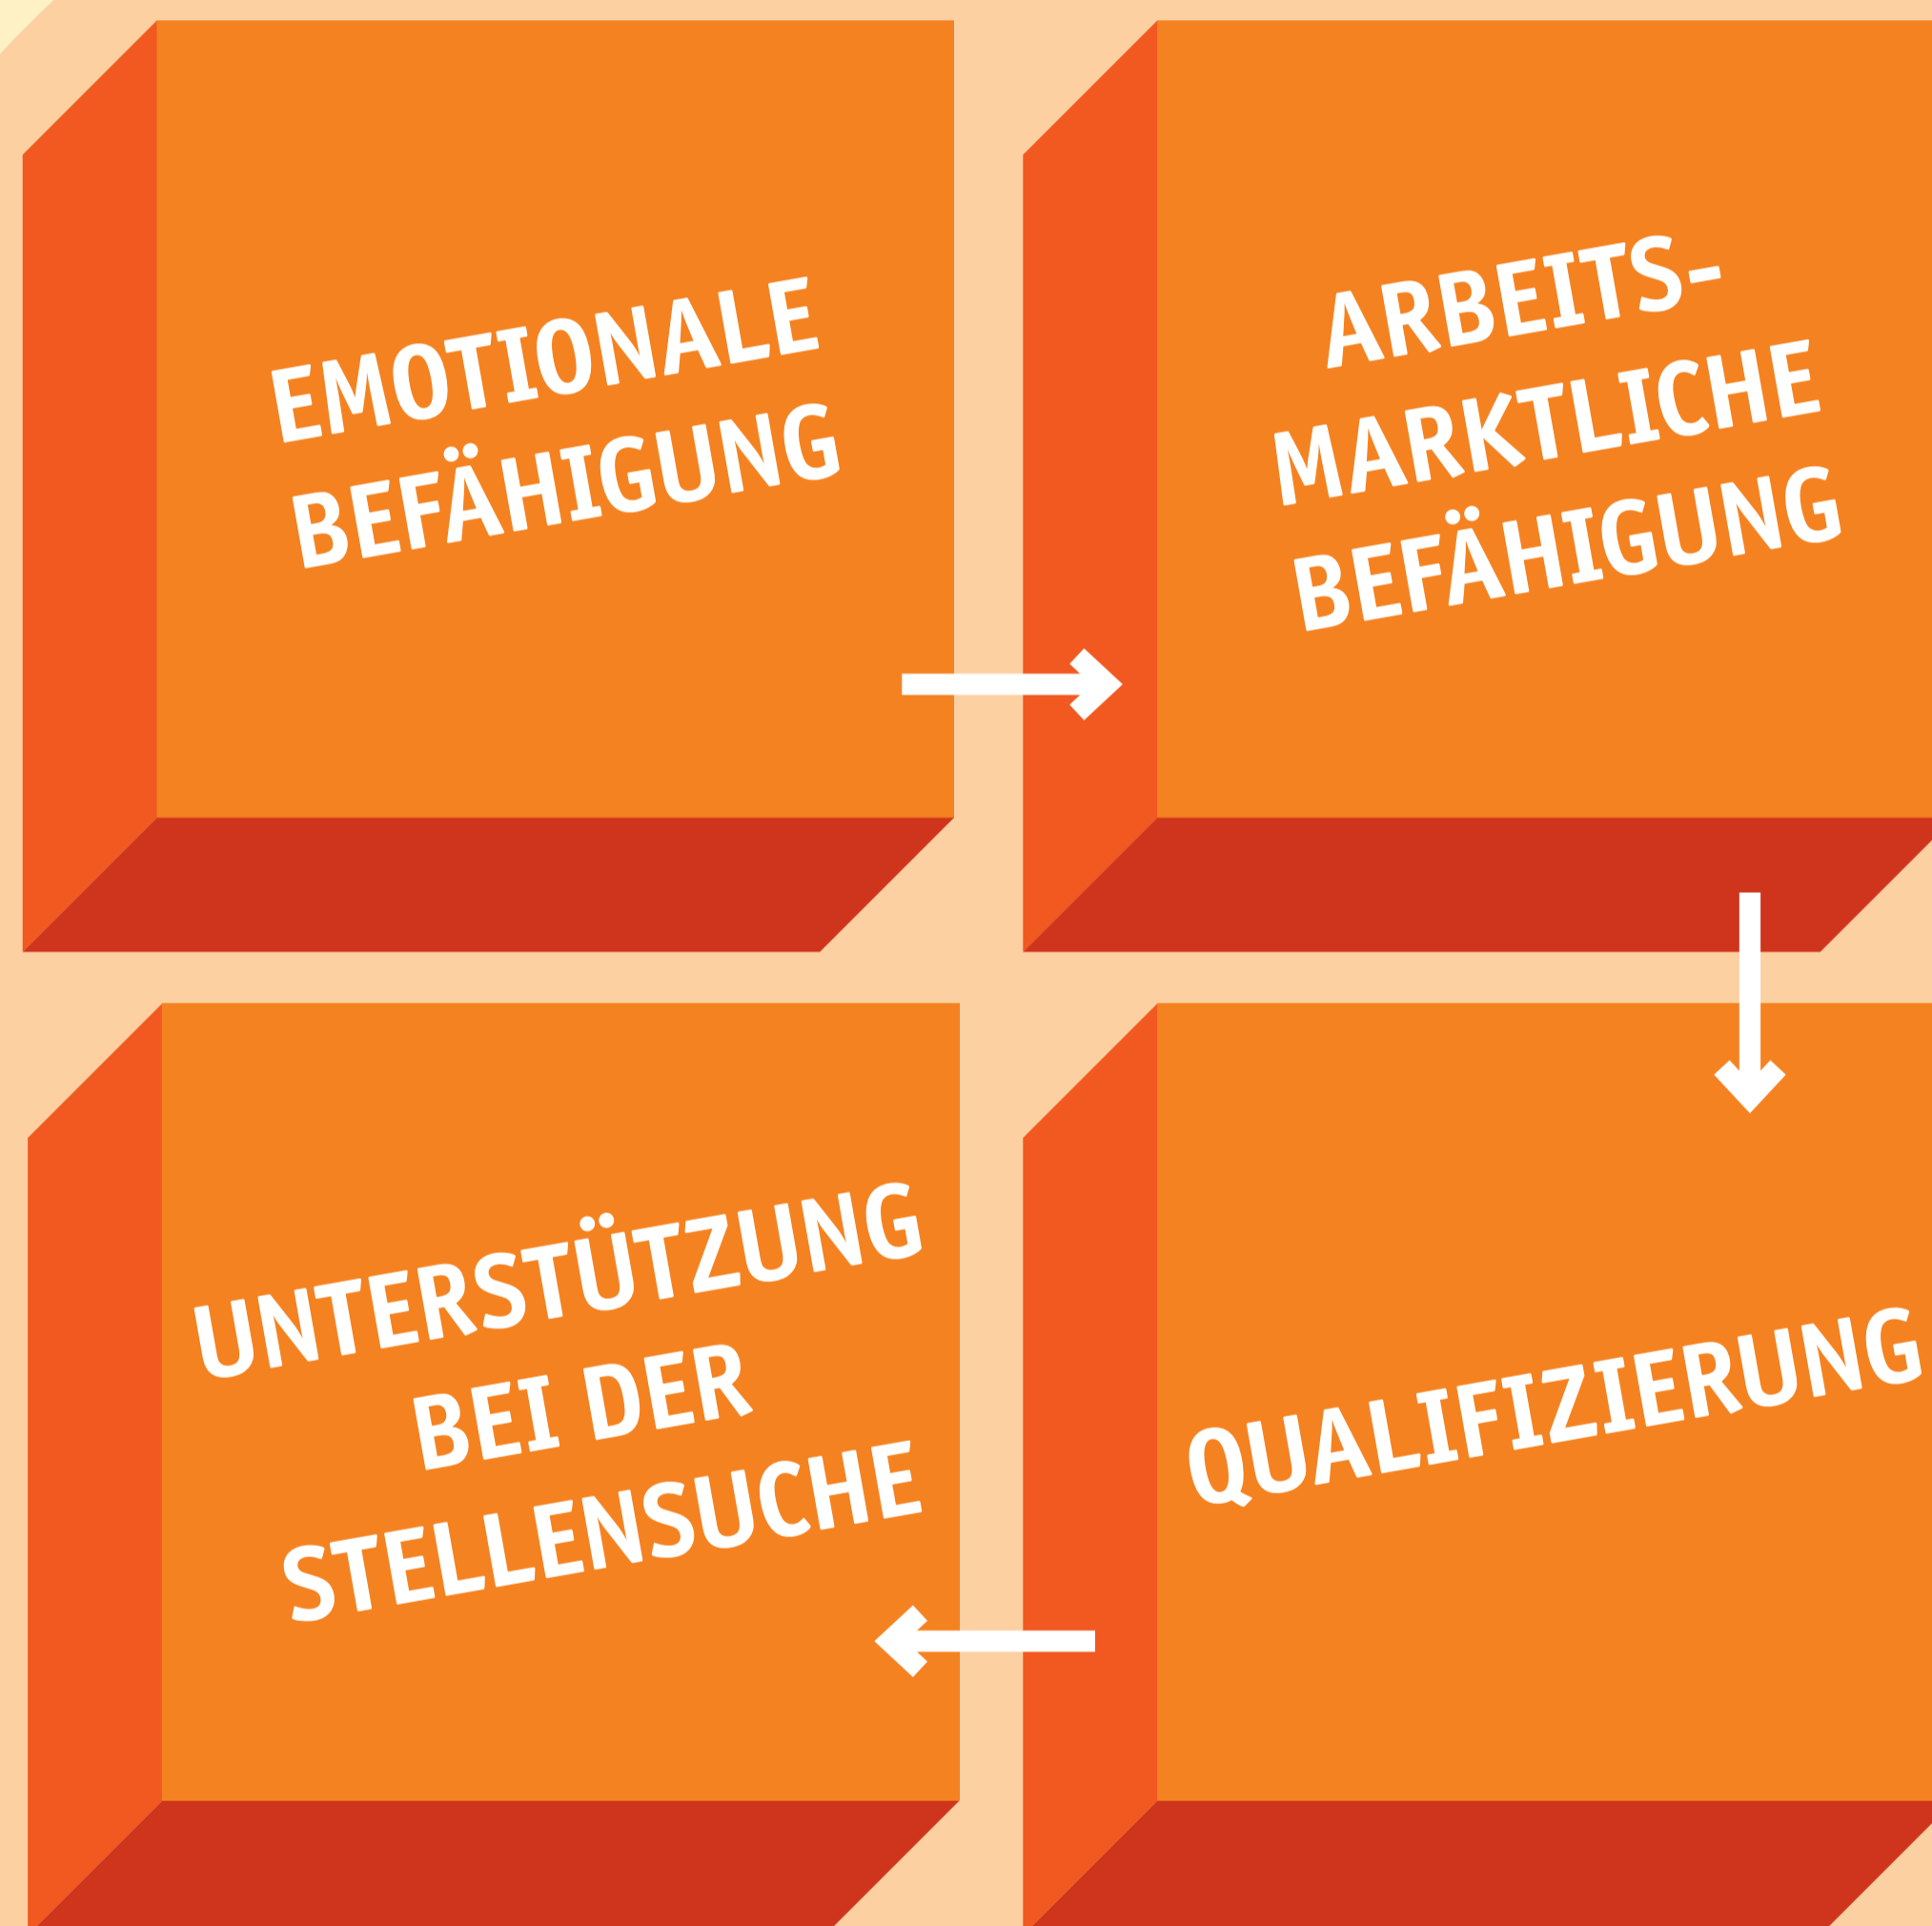 EMOTIONALE
BEFÄHIGUNG
ARBEITS-
MARKTLICHE
BEFÄHIGUNG
UNTERSTÜTZUNG
BEI DER
STELLENSUCHE
QUALIFIZIERUNG